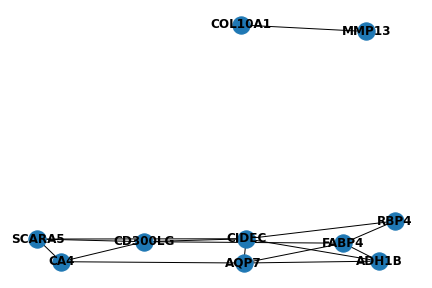 COL10A1
MMP13
RBP4
SCARA5
CD300LG
CIDEC
FABP4
CA4
AQP7
ADH1B